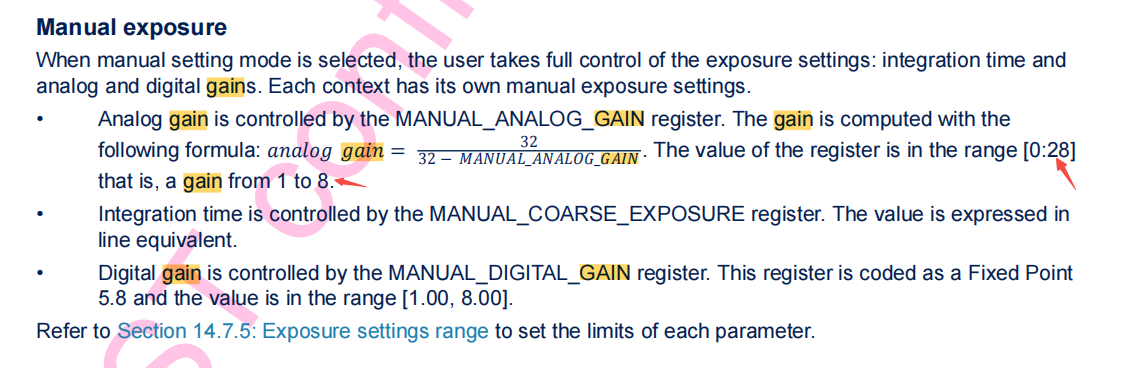 Manual exposure
When manual setting mode is selected, the user takes full control of the exposure settings: integration time and
analog and digital gains. Each context has its own manual exposure settings.
• Analog gain is controlled by the MANUAL_ANALOG_GAIN register. The gain is computed with the
following formula: analog gain = 32 / (32 − MANUAL_ANALOG_GAIN). The value of the register is in the range [0:28]
that is, a gain from 1 to 8.
• Integration time is controlled by the MANUAL_COARSE_EXPOSURE register. The value is expressed in
line equivalent.
• Digital gain is controlled by the MANUAL_DIGITAL_GAIN register. This register is coded as a Fixed Point
5.8 and the value is in the range [1.00, 8.00].
Refer to Section 14.7.5: Exposure settings range to set the limits of each parameter.
ST confi